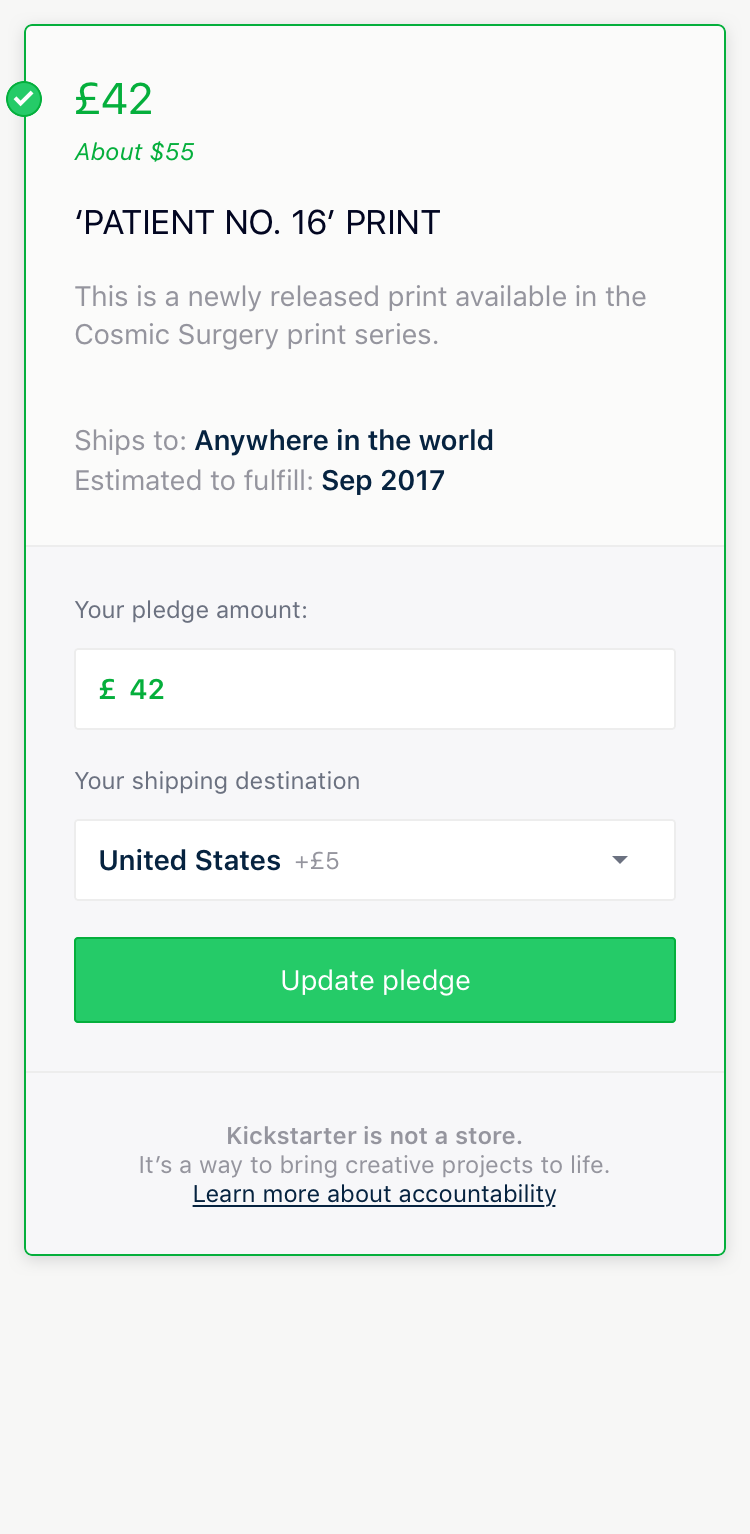 £42
About $55
‘PATIENT NO. 16’ PRINT
This is a newly released print available in the
Cosmic Surgery print series.
Ships to: Anywhere in the world
Estimated to fulfill: Sep 2017
Your pledge amount:
£ 42
Your shipping destination
United States +£5
Update pledge
Kickstarter is not a store.
It’s a way to bring creative projects to life.
Learn more about accountability